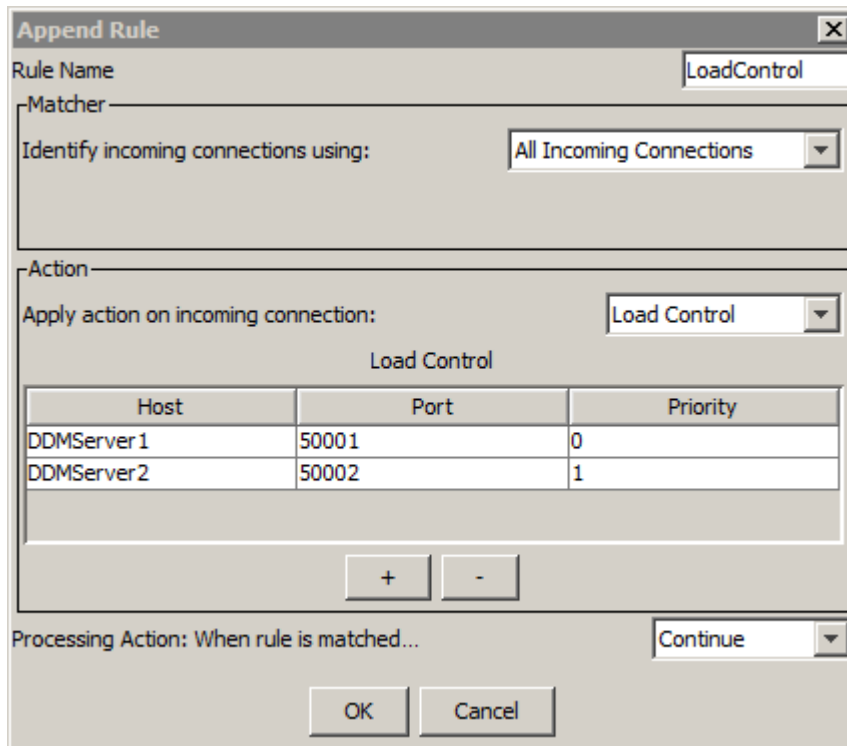 Append Rule
Rule Name LoadControl
Matcher
Identify incoming connections using: All Incoming Connections
Action
Apply action on incoming connection: Load Control
Load Control
Host Port Priority
DDMServer1 50001 0
DDMServer2 50002 1
+ -
Processing Action: When rule is matched... Continue
OK Cancel